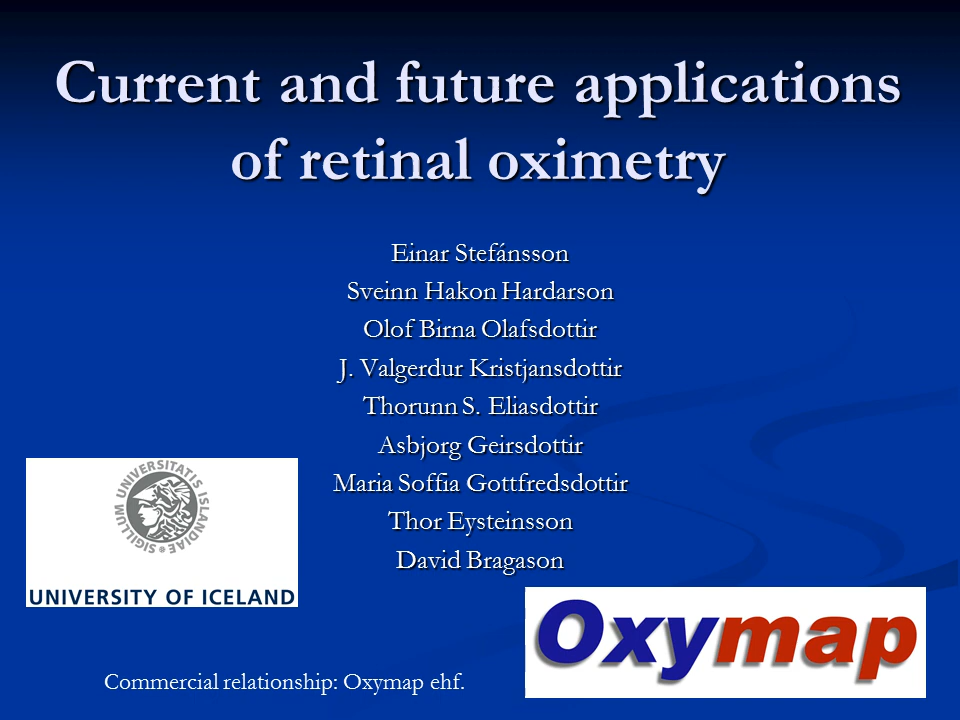 Current and future applications
of retinal oximetry
Einar Stefánsson
Sveinn Hakon Hardarson
Olof Birna Olafsdottir
J. Valgerdur Kristjansdottir
Thorunn S. Eliasdottir
Asbjorg Geirsdottir
Maria Soffia Gottfredsdottir
Thor Eysteinsson
David Bragason
SIGILLUM UNIVERSITATIS ISLANDIAE
UNIVERSITY OF ICELAND
Oxymap
Commercial relationship: Oxymap ehf.